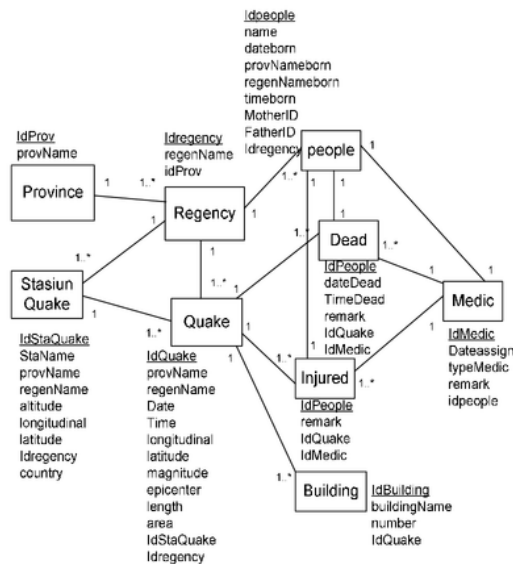 Idpeople
name
dateborn
provNameborn
regenNameborn
timeborn
MotherID
FatherID
Idregency
people
1
1..*
1
1
IdProv
provName
Province
1
1..*
Idregency
regenName
idProv
Regency
1
1
1
1..*
Stasiun
Quake
1
IdStaQuake
StaName
provName
regenName
altitude
longitudinal
latitude
Idregency
country
1..*
1..*
Quake
1
1
1
IdQuake
provName
regenName
Date
Time
longitudinal
latitude
magnitude
epicenter
length
area
IdStaQuake
Idregency
1
1
Dead
1..*
IdPeople
dateDead
TimeDead
remark
IdQuake
IdMedic
1
1
1
Medic
IdMedic
Dateassign
typeMedic
remark
idpeople
1..*
1
Injured
1..*
IdPeople
remark
IdQuake
IdMedic
1..*
Building
IdBuilding
buildingName
number
IdQuake